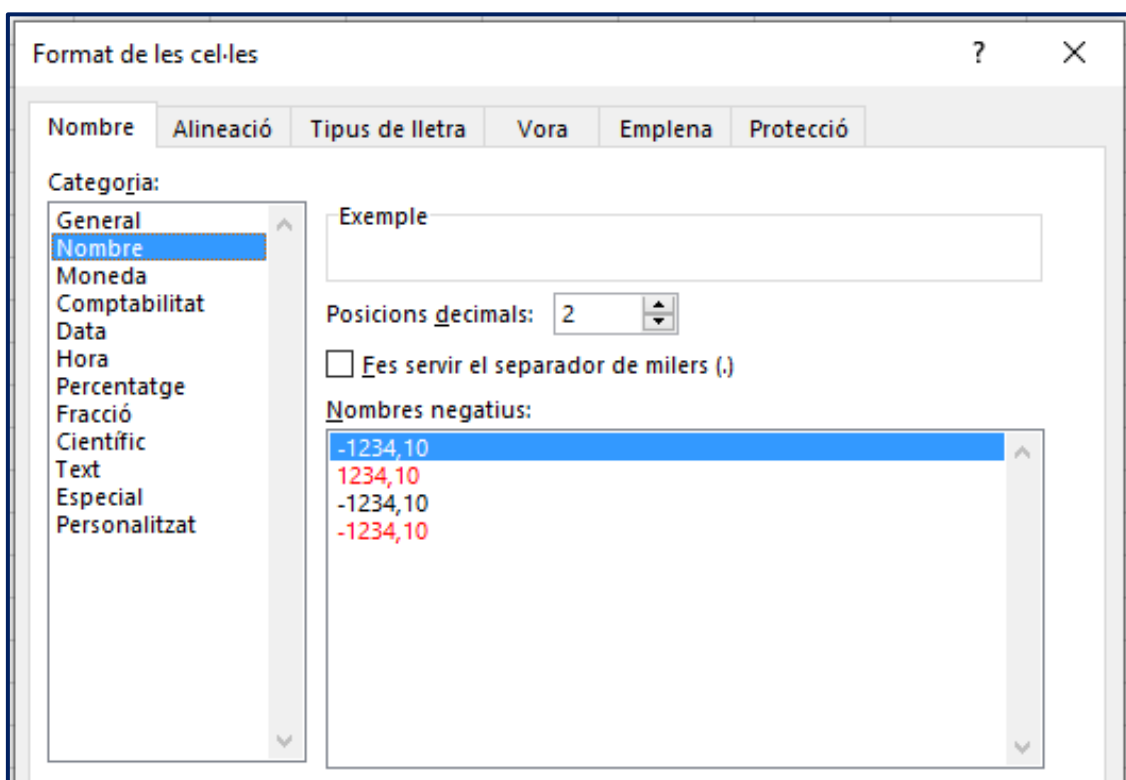 Format de les cel·les
?
Nombre
Alineació
Tipus de lletra
Vora
Emplena
Protecció
Categoria:
General
Nombre
Moneda
Comptabilitat
Data
Hora
Percentatge
Fracció
Científic
Text
Especial
Personalitzat
Exemple
Posicions decimals: 2
Fes servir el separador de milers (.)
Nombres negatius:
-1234,10
1234,10
-1234,10
-1234,10